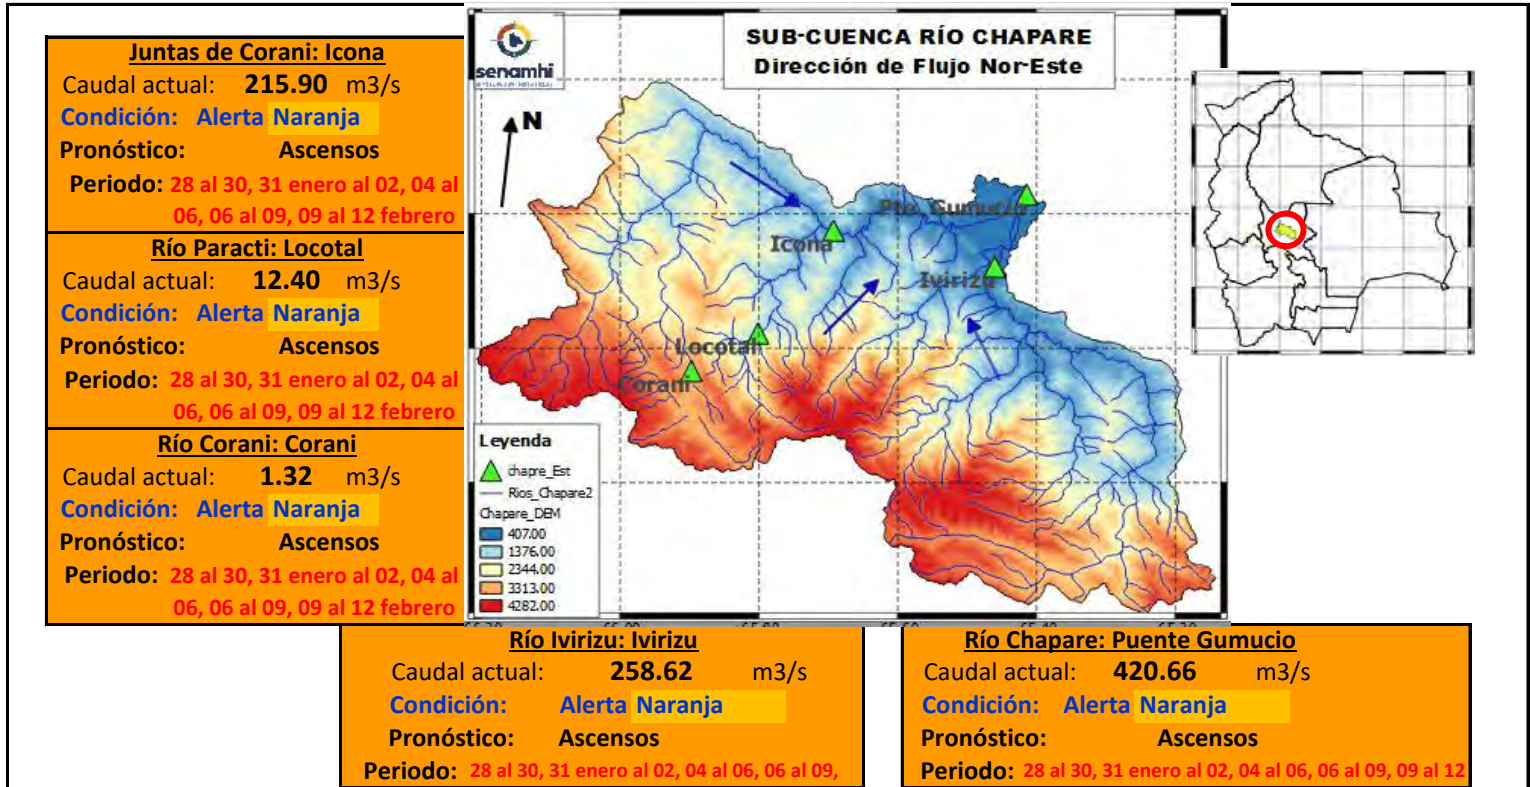 Juntas de Corani: Icona
Caudal actual: 215.90 m3/s
Condición: Alerta Naranja
Pronóstico: Ascensos
Periodo: 28 al 30, 31 enero al 02, 04 al
06, 06 al 09, 09 al 12 febrero
Río Paracti: Locotal
Caudal actual: 12.40 m3/s
Condición: Alerta Naranja
Pronóstico: Ascensos
Periodo: 28 al 30, 31 enero al 02, 04 al
06, 06 al 09, 09 al 12 febrero
Río Corani: Corani
Caudal actual: 1.32 m3/s
Condición: Alerta Naranja
Pronóstico: Ascensos
Periodo: 28 al 30, 31 enero al 02, 04 al
06, 06 al 09, 09 al 12 febrero
senamhi
SUB-CUENCA RÍO CHAPARE
Dirección de Flujo Nor-Este
N
Pto. Gumucio
Icona
Ivirizu
Locotal
Corani
Leyenda
chapre_Est
Rios_Chapare2
Chapare_DEM
407.00
1376.00
2344.00
3313.00
4282.00
Río Ivirizu: Ivirizu
Caudal actual: 258.62 m3/s
Condición: Alerta Naranja
Pronóstico: Ascensos
Periodo: 28 al 30, 31 enero al 02, 04 al 06, 06 al 09,
Río Chapare: Puente Gumucio
Caudal actual: 420.66 m3/s
Condición: Alerta Naranja
Pronóstico: Ascensos
Periodo: 28 al 30, 31 enero al 02, 04 al 06, 06 al 09, 09 al 12